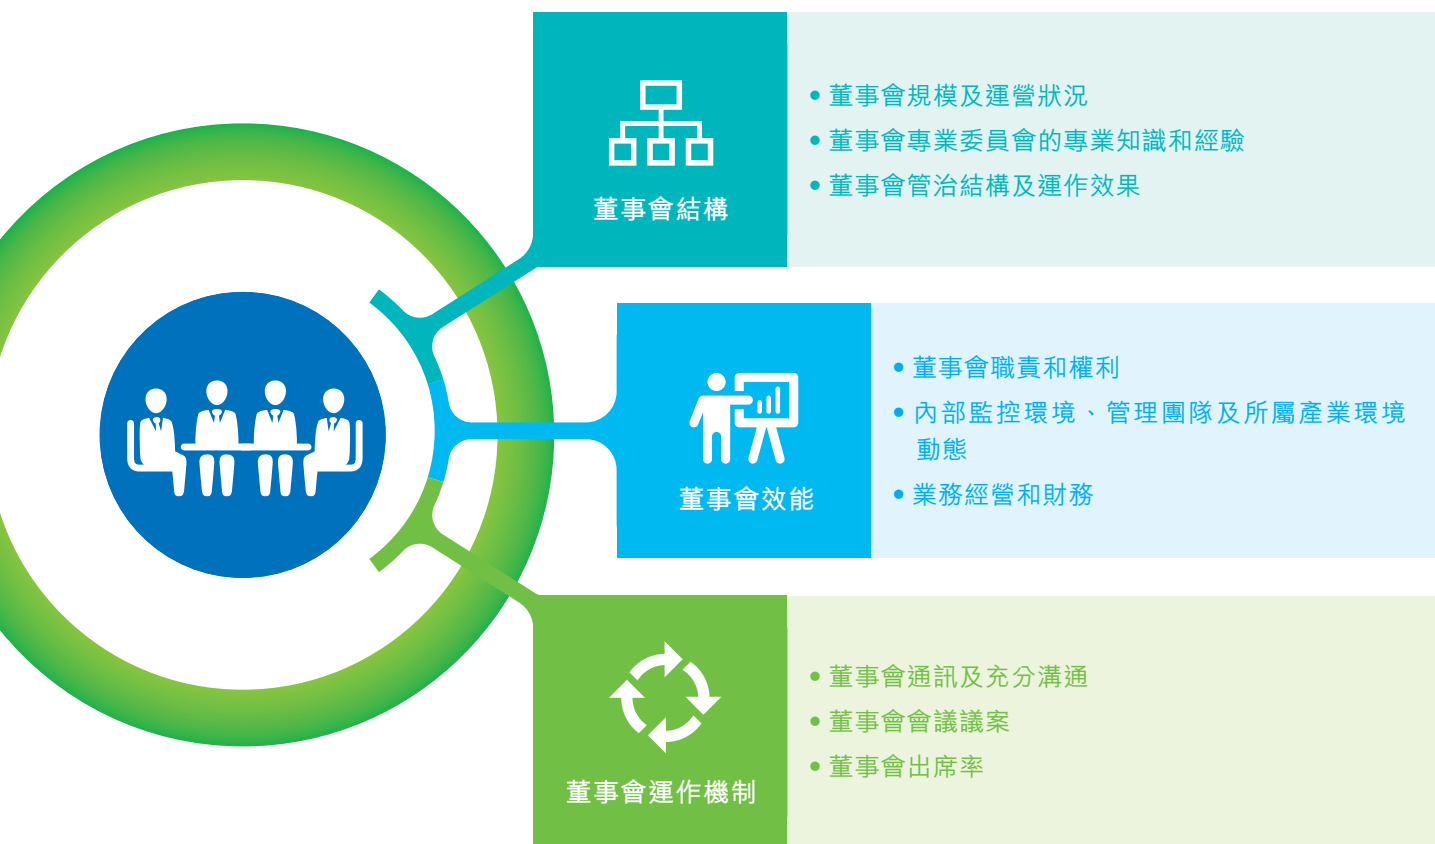 董事會結構
• 董事會規模及運營狀況
• 董事會專業委員會的專業知識和經驗
• 董事會管治結構及運作效果
董事會效能
• 董事會職責和權利
• 內部監控環境、管理團隊及所屬產業環境
動態
• 業務經營和財務
董事會運作機制
• 董事會通訊及充分溝通
• 董事會會議議案
• 董事會出席率